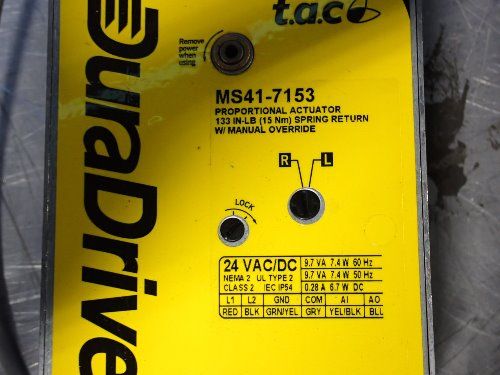 DuraDrive
t.a.c
Remove
power
when
using
MS41-7153
PROPORTIONAL ACTUATOR
133 IN-LB (15 Nm) SPRING RETURN
W/ MANUAL OVERRIDE
R L
LOCK
24 VAC/DC 9.7 VA 7.4 W 60 Hz
NEMA 2 UL TYPE 2 9.7 VA 7.4 W 50 Hz
CLASS 2 IEC IP54 0.28 A 6.7 W DC
L1 L2 GND COM AI AO
RED BLK GRN/YEL GRY YEL/BLK